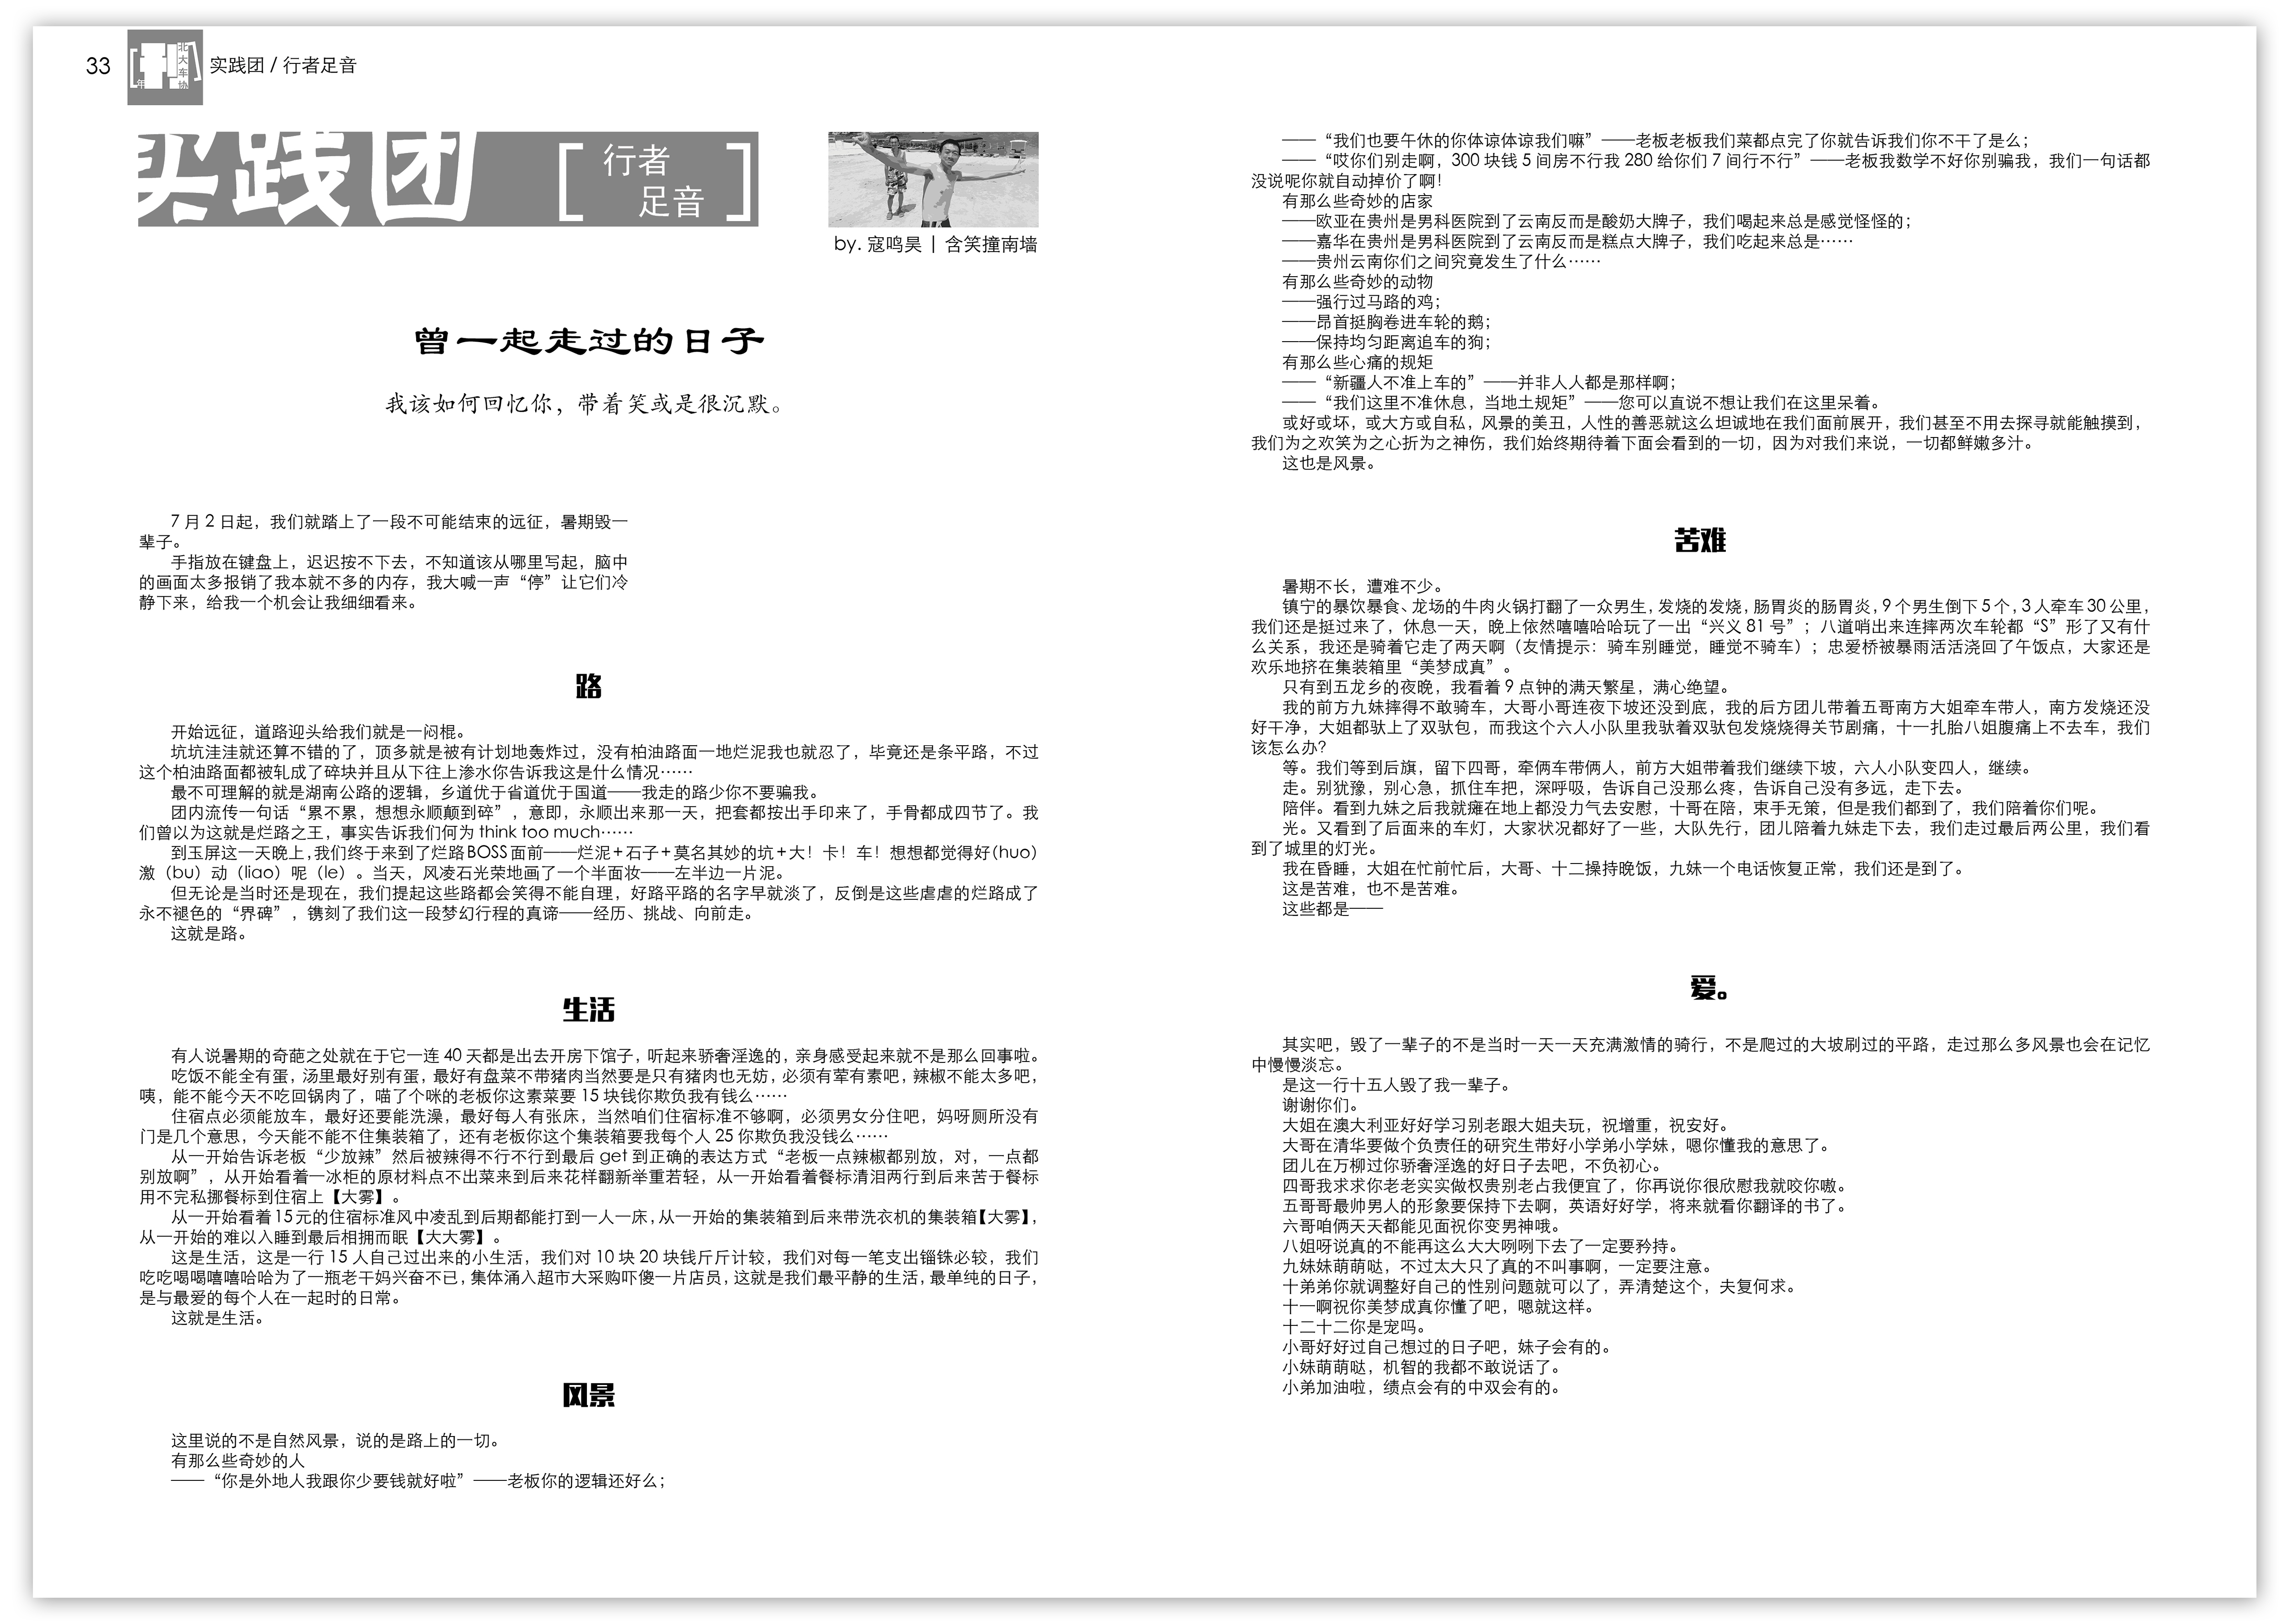 33
北大车协
实践团 / 行者足音
实践团
行者
足音
by. 寇鸣昊 | 含笑撞南墙
曾一起走过的日子
我该如何回忆你，带着笑或是很沉默。
7 月 2 日起，我们就踏上了一段不可能结束的远征，暑期毁一
辈子。
手指放在键盘上，迟迟按不下去，不知道该从哪里写起，脑中
的画面太多报销了我本就不多的内存，我大喊一声“停”让它们冷
静下来，给我一个机会让我细细看来。
路
开始远征，道路迎头给我们就是一闷棍。
坑坑洼洼就还算不错的了，顶多就是被有计划地轰炸过，没有柏油路面一地烂泥我也就忍了，毕竟还是条平路，不过
这个柏油路面都被轧成了碎块并且从下往上渗水你告诉我这是什么情况……
最不可理解的就是湖南公路的逻辑，乡道优于省道优于国道——我走的路少你不要骗我。
团内流传一句话“累不累，想想永顺颠到碎”，意即，永顺出来那一天，把套都按出手印来了，手骨都成四节了。我
们曾以为这就是烂路之王，事实告诉我们何为 think too much……
到玉屏这一天晚上，我们终于来到了烂路BOSS面前——烂泥+石子+莫名其妙的坑+大！卡！车！想想都觉得好(huo)
激（bu）动（liao）呢（le）。当天，风凌石光荣地画了一个半面妆——左半边一片泥。
但无论是当时还是现在，我们提起这些路都会笑得不能自理，好路平路的名字早就淡了，反倒是这些虐虐的烂路成了
永不褪色的“界碑”，镌刻了我们这一段梦幻行程的真谛——经历、挑战、向前走。
这就是路。
生活
有人说暑期的奇葩之处就在于它一连 40 天都是出去开房下馆子，听起来骄奢淫逸的，亲身感受起来就不是那么回事啦。
吃饭不能全有蛋，汤里最好别有蛋，最好有盘菜不带猪肉当然要是只有猪肉也无妨，必须有荤有素吧，辣椒不能太多吧，
咦，能不能今天不吃回锅肉了，喵了个咪的老板你这素菜要 15 块钱你欺负我有钱么……
住宿点必须能放车，最好还要能洗澡，最好每人有张床，当然咱们住宿标准不够啊，必须男女分住吧，妈呀厕所没有
门是几个意思，今天能不能不住集装箱了，还有老板你这个集装箱要我每个人 25 你欺负我没钱么……
从一开始告诉老板“少放辣”然后被辣得不行不行到最后 get 到正确的表达方式“老板一点辣椒都别放，对，一点都
别放啊”，从开始看着一冰柜的原材料点不出菜来到后来花样翻新举重若轻，从一开始看着餐标清泪两行到后来苦于餐标
用不完私挪餐标到住宿上【大雾】。
从一开始看着15元的住宿标准风中凌乱到后期都能打到一人一床，从一开始的集装箱到后来带洗衣机的集装箱【大雾】，
从一开始的难以入睡到最后相拥而眠【大大雾】。
这是生活，这是一行 15 人自己过出来的小生活，我们对 10 块 20 块钱斤斤计较，我们对每一笔支出锱铢必较，我们
吃吃喝喝嘻嘻哈哈为了一瓶老干妈兴奋不已，集体涌入超市大采购吓傻一片店员，这就是我们最平静的生活，最单纯的日子，
是与最爱的每个人在一起时的日常。
这就是生活。
风景
这里说的不是自然风景，说的是路上的一切。
有那么些奇妙的人
——“你是外地人我跟你少要钱就好啦”——老板你的逻辑还好么；
——“我们也要午休的你体谅体谅我们嘛”——老板老板我们菜都点完了你就告诉我们你不干了是么；
——“哎你们别走啊，300 块钱 5 间房不行我 280 给你们 7 间行不行”——老板我数学不好你别骗我，我们一句话都
没说呢你就自动掉价了啊！
有那么些奇妙的店家
——欧亚在贵州是男科医院到了云南反而是酸奶大牌子，我们喝起来总是感觉怪怪的；
——嘉华在贵州是男科医院到了云南反而是糕点大牌子，我们吃起来总是……
——贵州云南你们之间究竟发生了什么……
有那么些奇妙的动物
——强行过马路的鸡；
——昂首挺胸卷进车轮的鹅；
——保持均匀距离追车的狗；
有那么些心痛的规矩
——“新疆人不准上车的”——并非人人都是那样啊；
——“我们这里不准休息，当地土规矩”——您可以直说不想让我们在这里呆着。
或好或坏，或大方或自私，风景的美丑，人性的善恶就这么坦诚地在我们面前展开，我们甚至不用去探寻就能触摸到，
我们为之欢笑为之心折为之神伤，我们始终期待着下面会看到的一切，因为对我们来说，一切都鲜嫩多汁。
这也是风景。
苦难
暑期不长，遭难不少。
镇宁的暴饮暴食、龙场的牛肉火锅打翻了一众男生，发烧的发烧，肠胃炎的肠胃炎，9个男生倒下5个，3人牵车30公里，
我们还是挺过来了，休息一天，晚上依然嘻嘻哈哈玩了一出“兴义 81 号”；八道哨出来连摔两次车轮都“S”形了又有什
么关系，我还是骑着它走了两天啊（友情提示：骑车别睡觉，睡觉不骑车）；忠爱桥被暴雨活活浇回了午饭点，大家还是
欢乐地挤在集装箱里“美梦成真”。
只有到五龙乡的夜晚，我看着 9 点钟的满天繁星，满心绝望。
我的前方九妹摔得不敢骑车，大哥小哥连夜下坡还没到底，我的后方团儿带着五哥南方大姐牵车带人，南方发烧还没
好干净，大姐都驮上了双驮包，而我这个六人小队里我驮着双驮包发烧烧得关节剧痛，十一扎胎八姐腹痛上不去车，我们
该怎么办?
等。我们等到后旗，留下四哥，牵俩车带俩人，前方大姐带着我们继续下坡，六人小队变四人，继续。
走。别犹豫，别心急，抓住车把，深呼吸，告诉自己没那么疼，告诉自己没有多远，走下去。
陪伴。看到九妹之后我就瘫在地上都没力气去安慰，十哥在陪，束手无策，但是我们都到了，我们陪着你们呢。
光。又看到了后面来的车灯，大家状况都好了一些，大队先行，团儿陪着九妹走下去，我们走过最后两公里，我们看
到了城里的灯光。
我在昏睡，大姐在忙前忙后，大哥、十二操持晚饭，九妹一个电话恢复正常，我们还是到了。
这是苦难，也不是苦难。
这些都是——
爱。
其实吧，毁了一辈子的不是当时一天一天充满激情的骑行，不是爬过的大坡刷过的平路，走过那么多风景也会在记忆
中慢慢淡忘。
是这一行十五人毁了我一辈子。
谢谢你们。
大姐在澳大利亚好好学习别老跟大姐夫玩，祝增重，祝安好。
大哥在清华要做个负责任的研究生带好小学弟小学妹，嗯你懂我的意思了。
团儿在万柳过你骄奢淫逸的好日子去吧，不负初心。
四哥我求求你老老实实做权贵别老占我便宜了，你再说你很欣慰我就咬你嗷。
五哥哥最帅男人的形象要保持下去啊，英语好好学，将来就看你翻译的书了。
六哥咱俩天天都能见面祝你变男神哦。
八姐呀说真的不能再这么大大咧咧下去了一定要矜持。
九妹妹萌萌哒，不过太大只了真的不叫事啊，一定要注意。
十弟弟你就调整好自己的性别问题就可以了，弄清楚这个，夫复何求。
十一啊祝你美梦成真你懂了吧，嗯就这样。
十二十二你是宠吗。
小哥好好过自己想过的日子吧，妹子会有的。
小妹萌萌哒，机智的我都不敢说话了。
小弟加油啦，绩点会有的中双会有的。